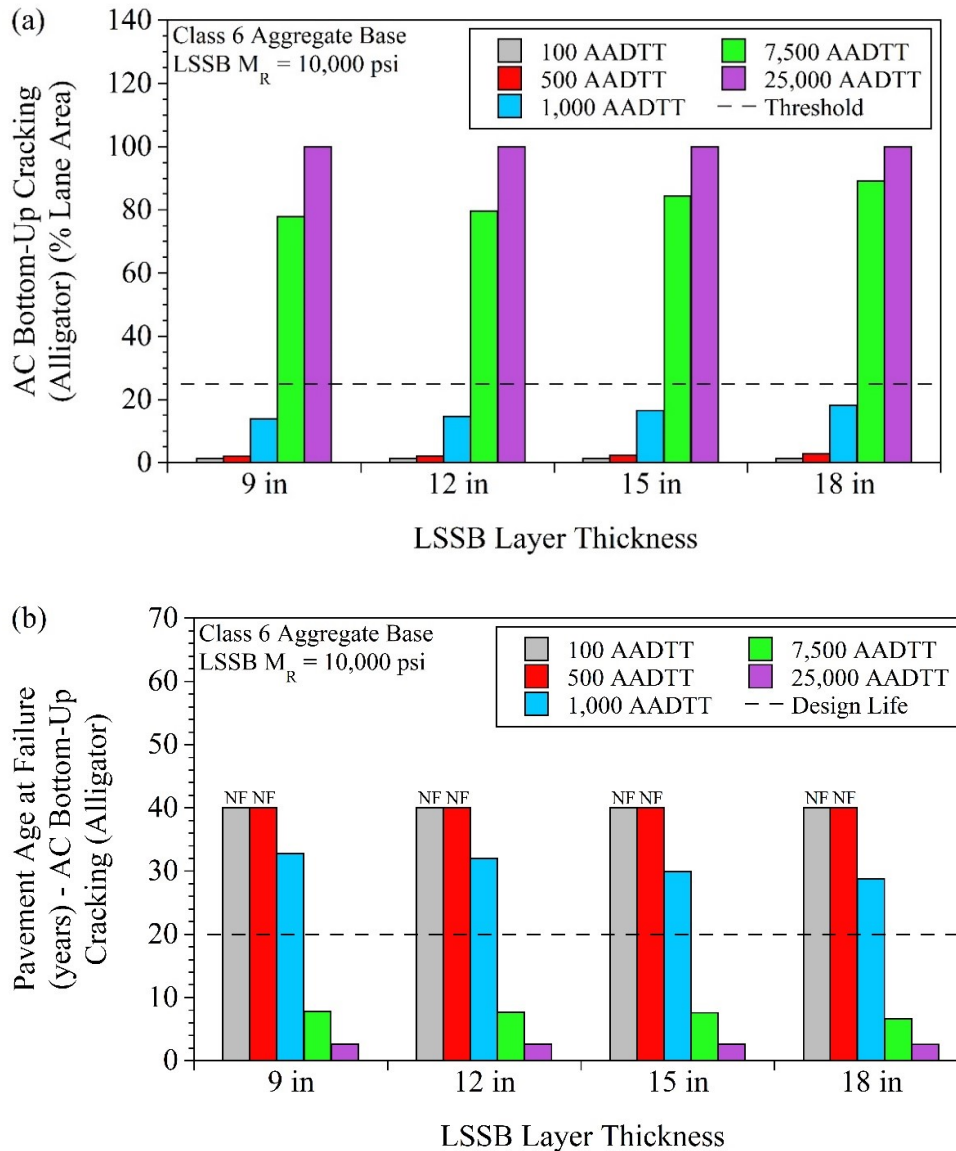 (a)
Class 6 Aggregate Base
LSSB M_R = 10,000 psi
100 AADTT
500 AADTT
1,000 AADTT
7,500 AADTT
25,000 AADTT
Threshold
AC Bottom-Up Cracking
(Alligator) (% Lane Area)
140
120
100
80
60
40
20
0
9 in
12 in
15 in
18 in
LSSB Layer Thickness
(b)
Class 6 Aggregate Base
LSSB M_R = 10,000 psi
100 AADTT
500 AADTT
1,000 AADTT
7,500 AADTT
25,000 AADTT
Design Life
Pavement Age at Failure
(years) - AC Bottom-Up
Cracking (Alligator)
70
60
50
40
30
20
10
0
NF NF
NF NF
NF NF
NF NF
9 in
12 in
15 in
18 in
LSSB Layer Thickness